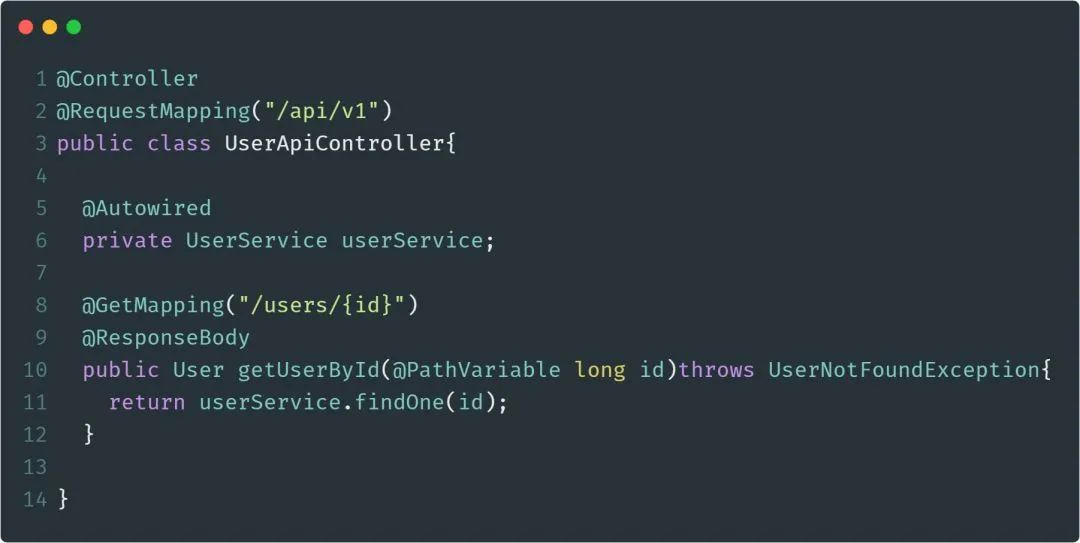 1 @Controller
2 @RequestMapping("/api/v1")
3 public class UserApiController{
4
5   @Autowired
6   private UserService userService;
7
8   @GetMapping("/users/{id}")
9   @ResponseBody
10   public User getUserById(@PathVariable long id)throws UserNotFoundException{
11     return userService.findOne(id);
12   }
13
14 }